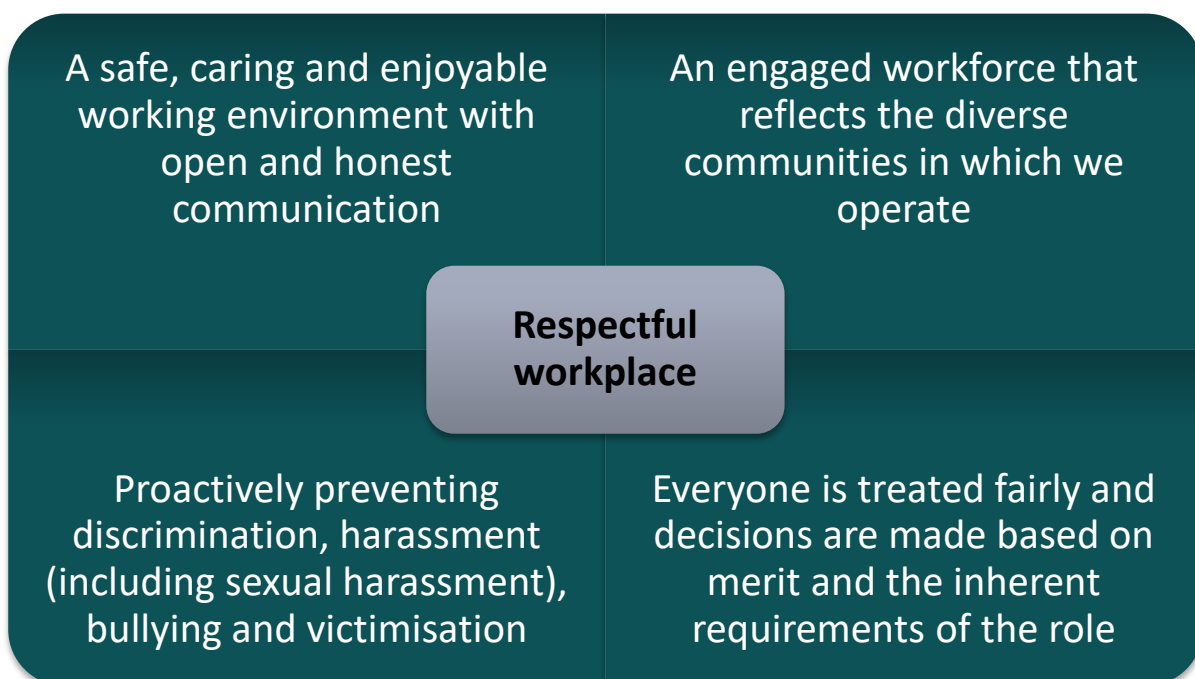 A safe, caring and enjoyable
working environment with
open and honest
communication
An engaged workforce that
reflects the diverse
communities in which we
operate
Respectful
workplace
Proactively preventing
discrimination, harassment
(including sexual harassment),
bullying and victimisation
Everyone is treated fairly and
decisions are made based on
merit and the inherent
requirements of the role